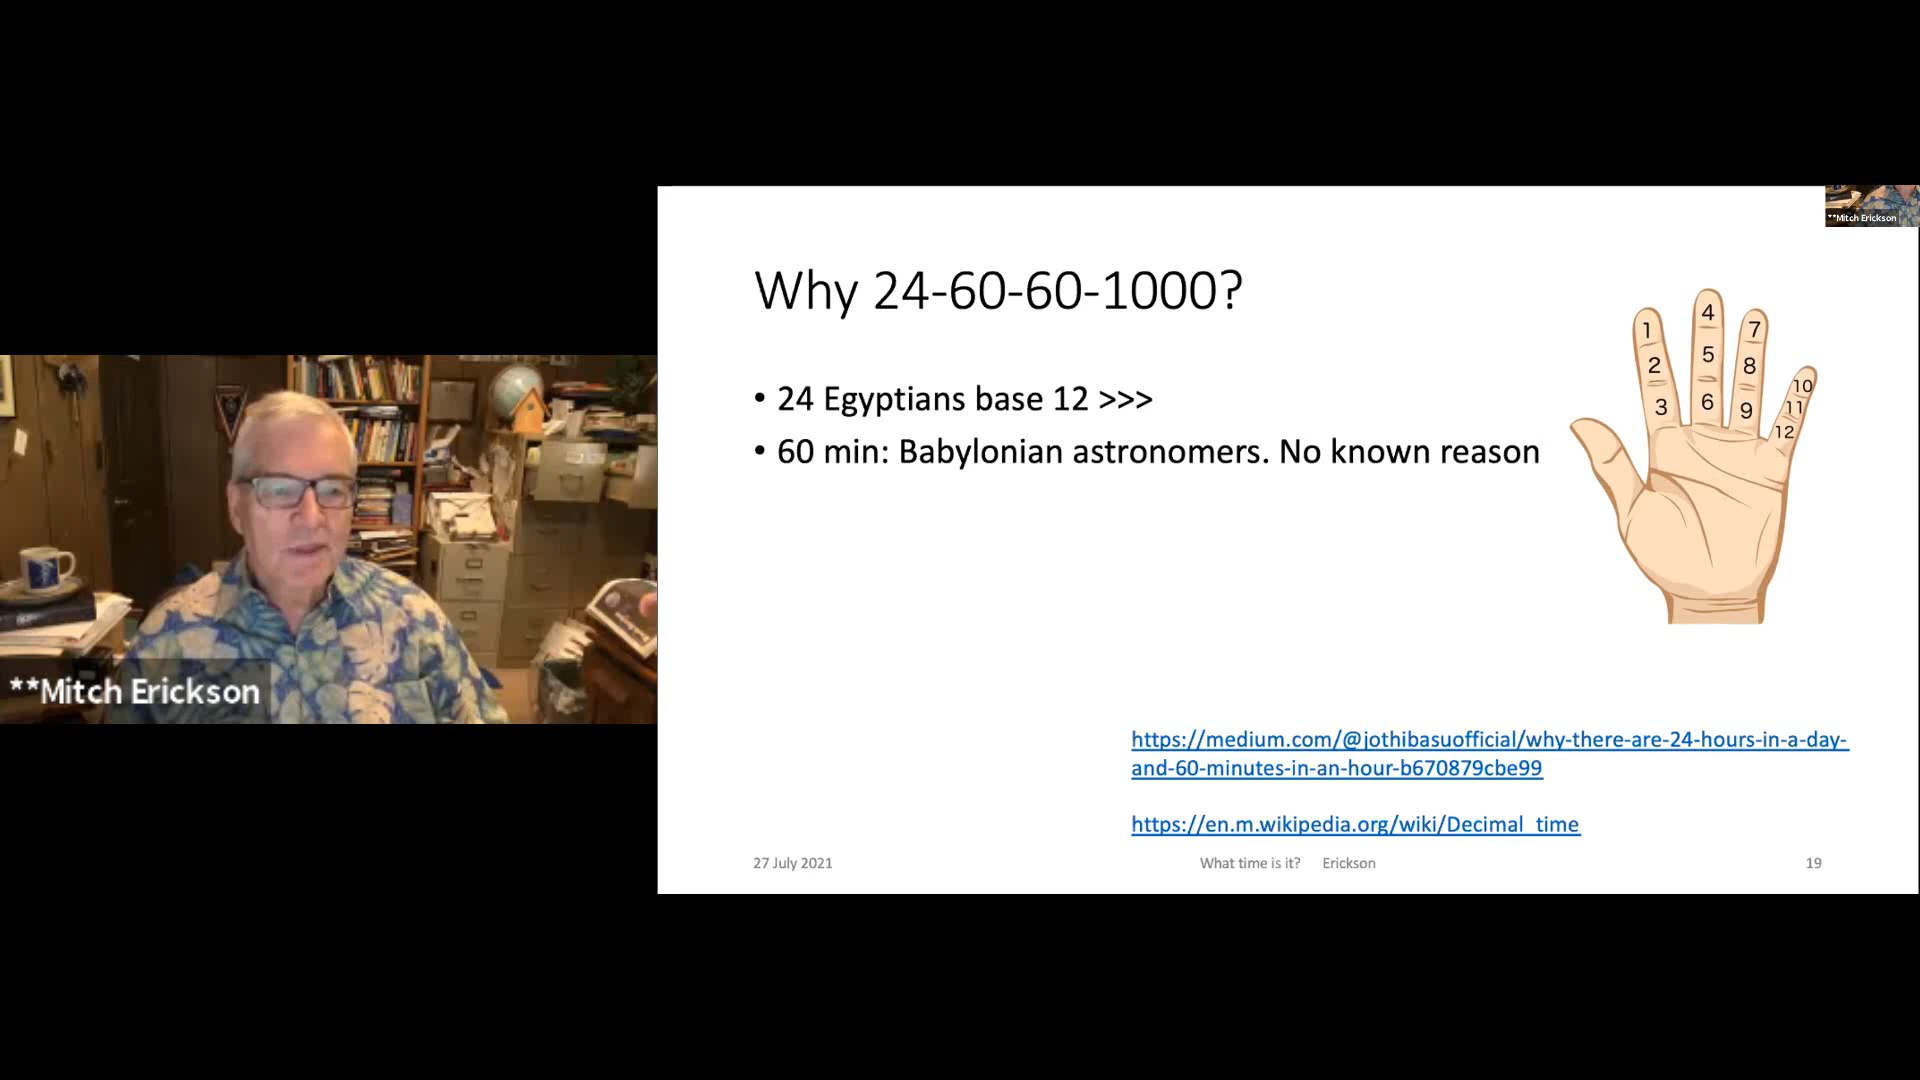 **Mitch Erickson
Why 24-60-60-1000?
• 24 Egyptians base 12 >>>
• 60 min: Babylonian astronomers. No known reason
1
2
3
4
5
6
7
8
9
10
11
12
https://medium.com/@jothibasuofficial/why-there-are-24-hours-in-a-day-
and-60-minutes-in-an-hour-b670879cbe99
https://en.m.wikipedia.org/wiki/Decimal_time
27 July 2021
What time is it? Erickson
19
**Mitch Erickson